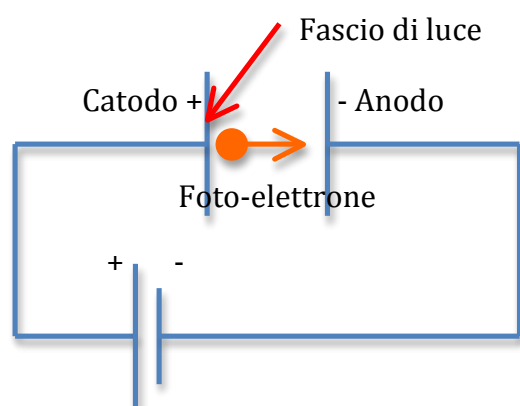 Fascio di luce
Catodo +
- Anodo
Foto-elettrone
+ -